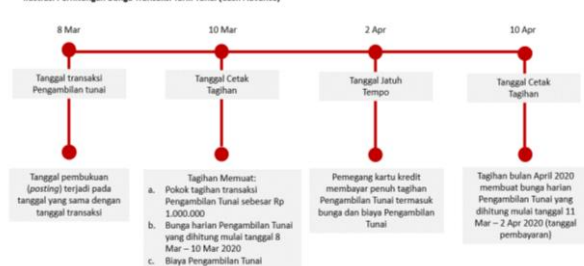 8 Mar
10 Mar
2 Apr
10 Apr
Tanggal transaksi
Pengambilan tunai
Tanggal Cetak
Tagihan
Tanggal Jatuh
Tempo
Tanggal Cetak
Tagihan
Tanggal pembukuan
(posting) terjadi pada
tanggal yang sama dengan
tanggal transaksi
Tagihan Memuat:
a. Pokok tagihan transaksi
Pengambilan Tunai sebesar Rp
1.000.000
b. Bunga harian Pengambilan Tunai
yang dihitung mulai tanggal 8
Mar – 10 Mar 2020
c. Biaya Pengambilan Tunai
Pemegang kartu kredit
membayar penuh tagihan
Pengambilan Tunai termasuk
bunga dan biaya Pengambilan
Tunai
Tagihan bulan April 2020
membuat bunga harian
Pengambilan Tunai yang
dihitung mulai tanggal 11
Mar – 2 Apr 2020 (tanggal
pembayaran)